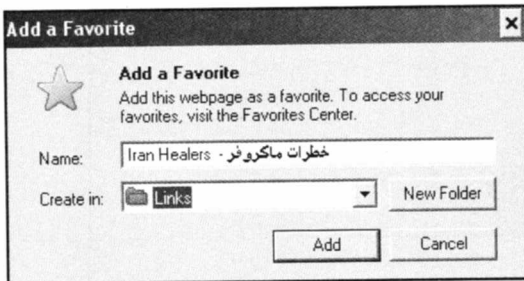 Add a Favorite
Add a Favorite
Add this webpage as a favorite. To access your
favorites, visit the Favorites Center.
Name: Iran Healers - خطرات ماکروفر
Create in: Links New Folder
Add Cancel